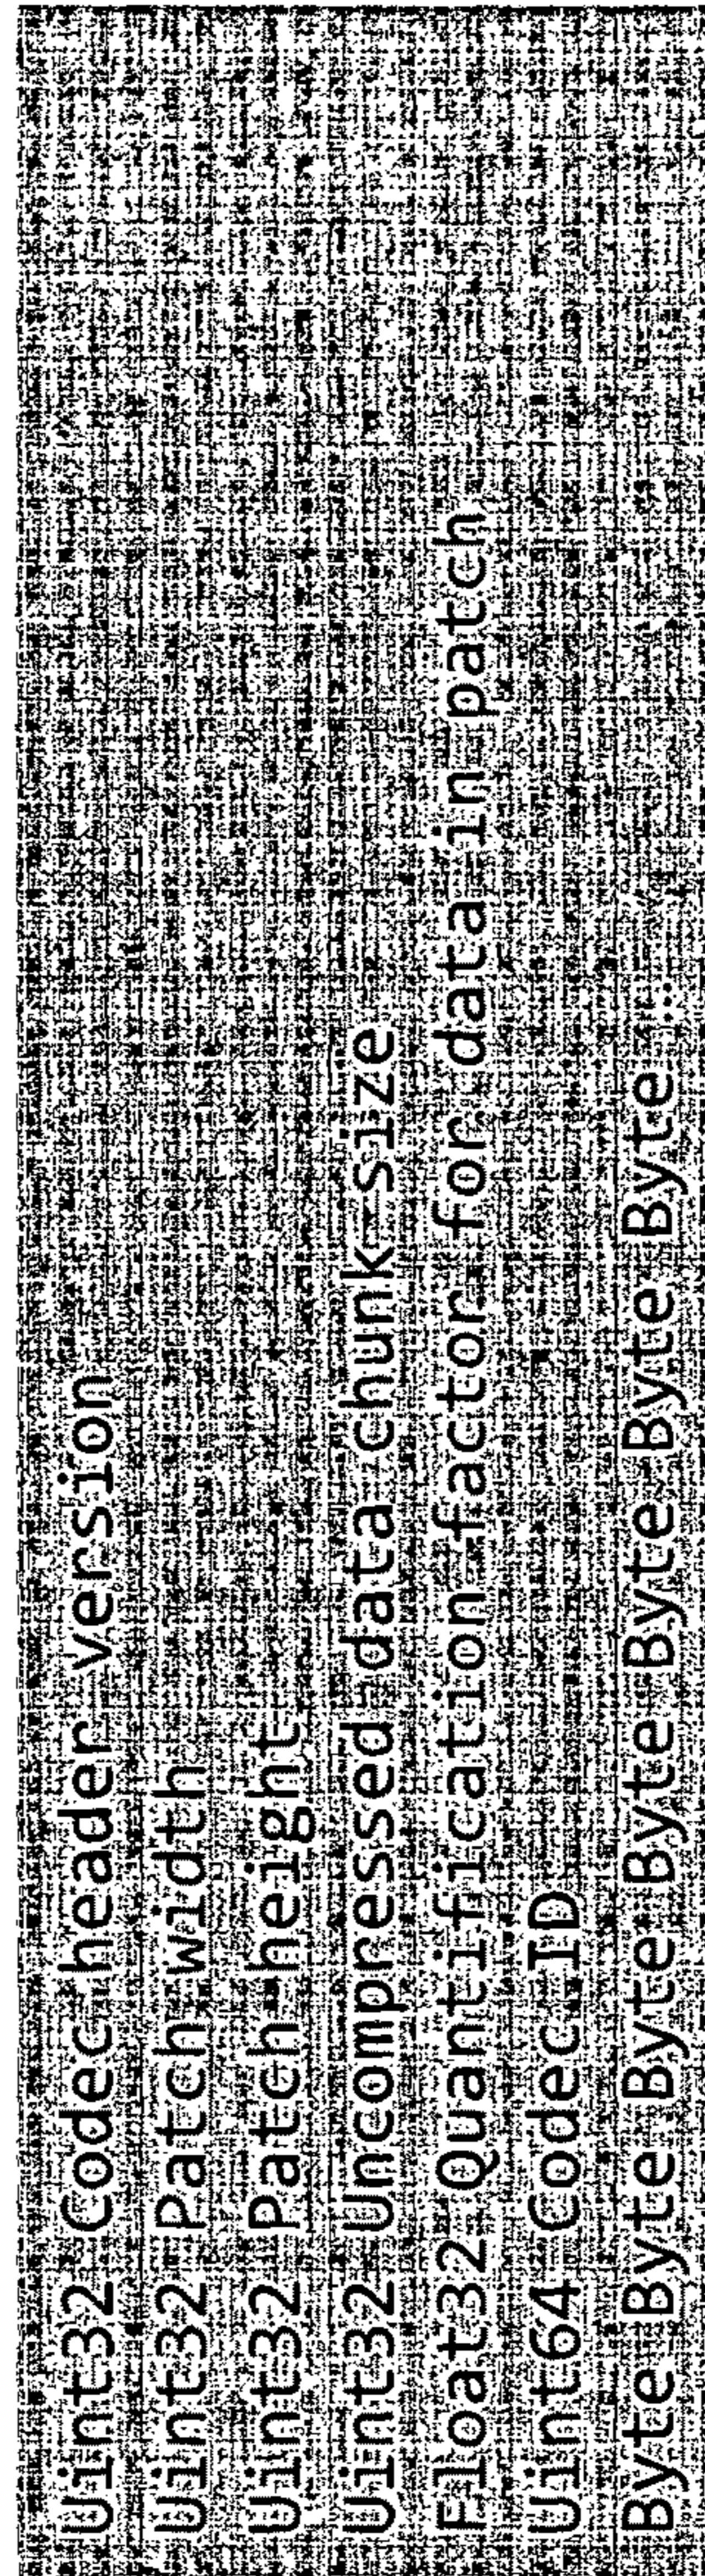 Uint32 Codec header version
Uint32 Patch width
Uint32 Patch height
Uint32 Uncompressed data chunk size
Float32 Quantification factor for data in patch
Uint64 Codec ID
Byte Byte Byte Byte Byte Byte Byte ...